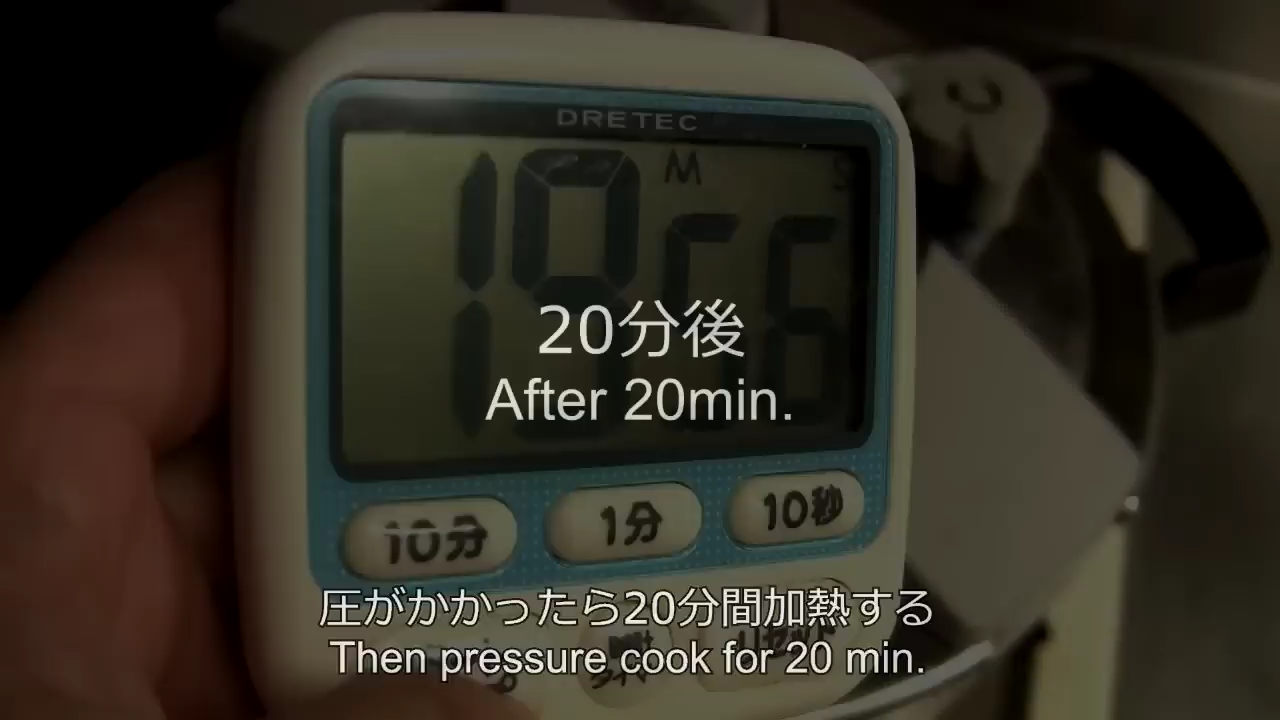 DRETEC
M S
20分後
After 20min.
10分 1分 10秒
圧がかかったら20分間加熱する
Then pressure cook for 20 min.